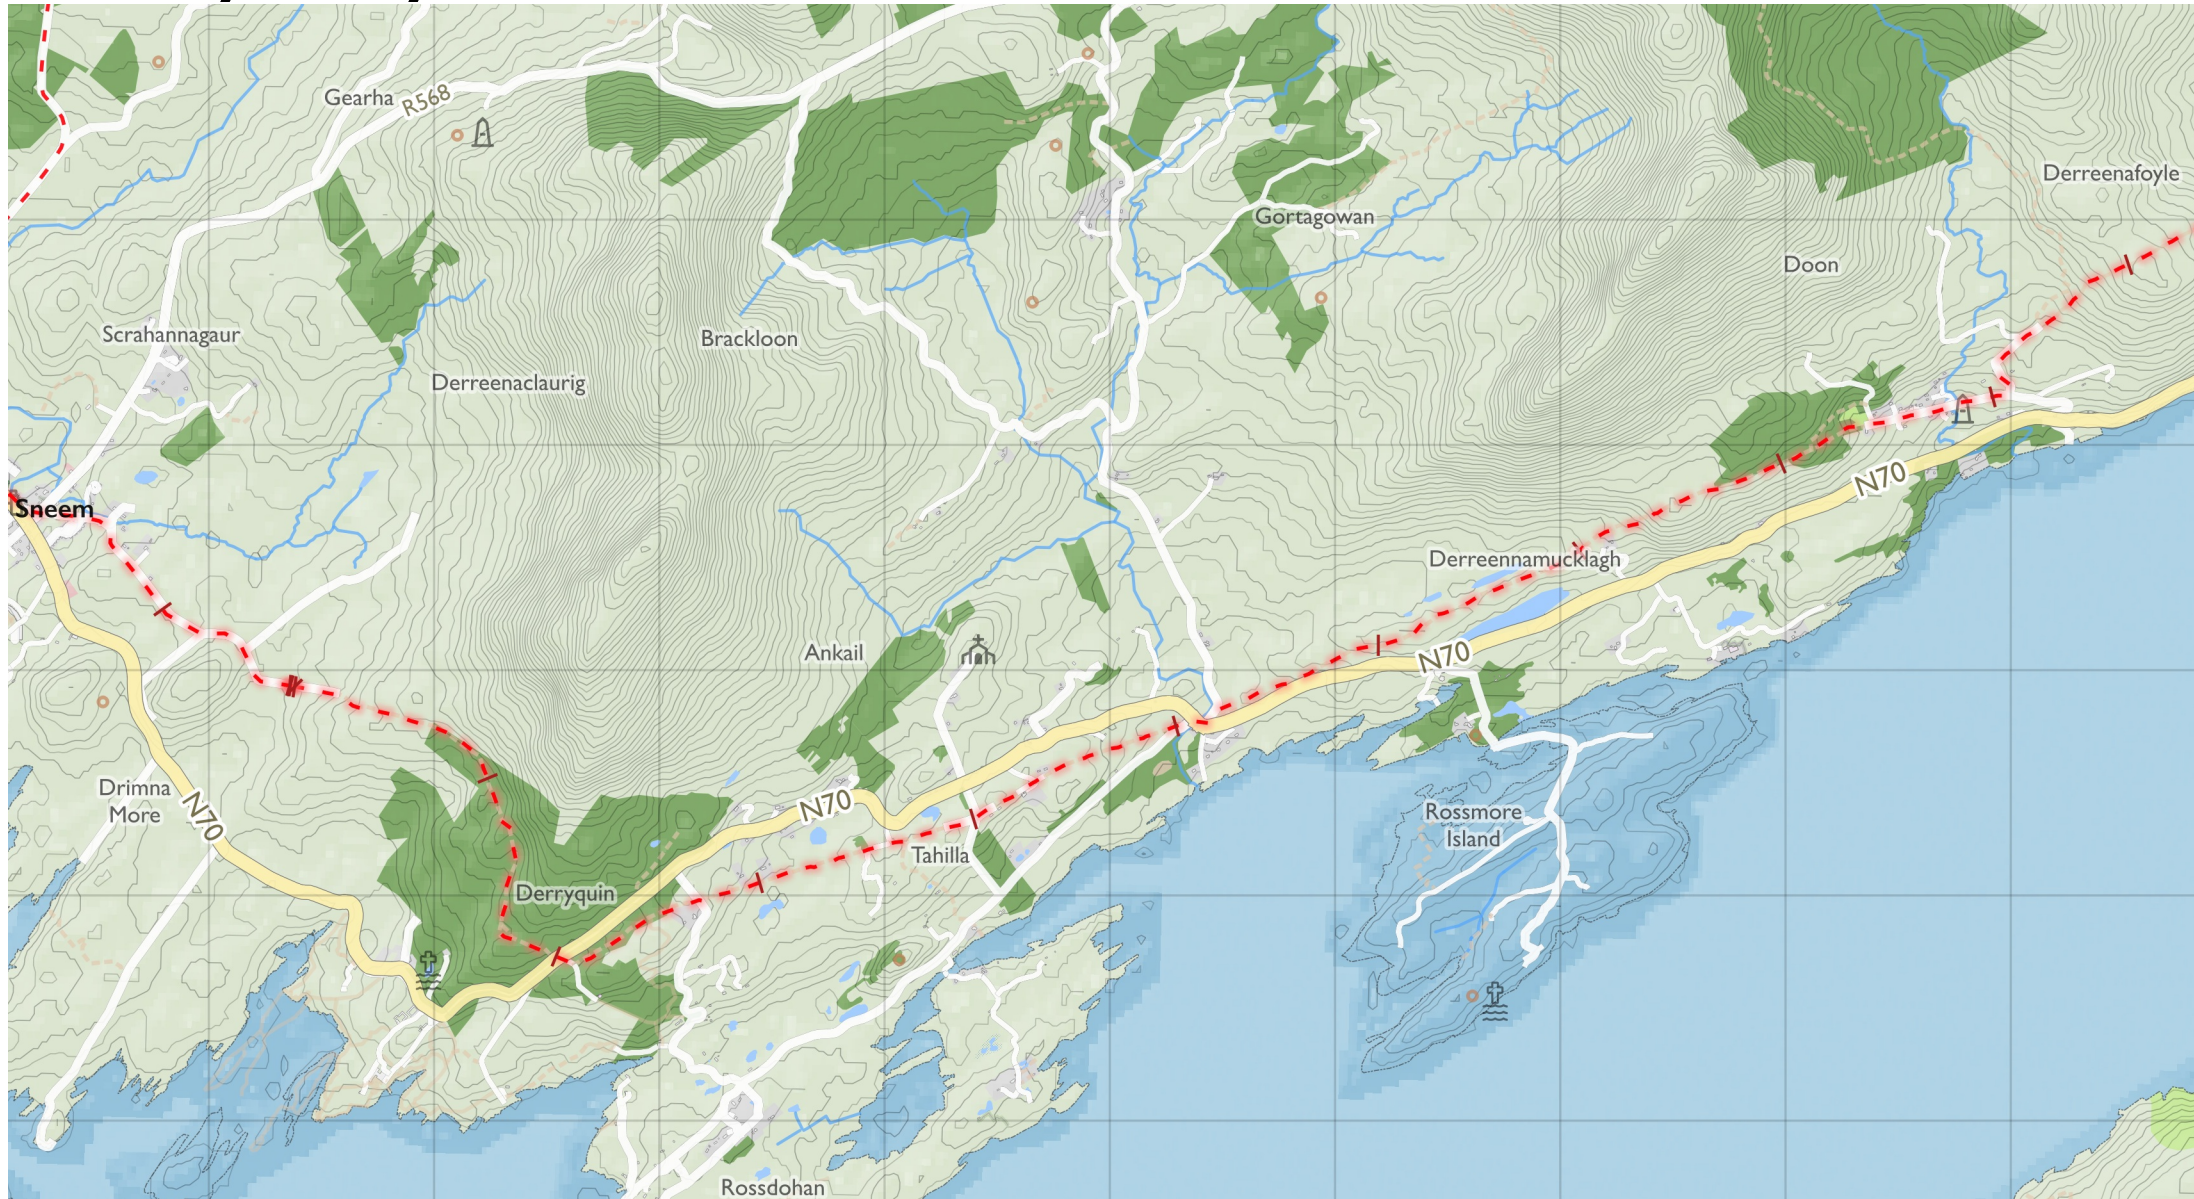 Gearha
R568
Derreenafoyle
Gortagowan
Doon
Scrahannagaur
Brackloon
Derreenaclaurig
N70
Sneem
Derreennamucklagh
Ankail
N70
Drimna
More
N70
N70
Rossmore
Island
Tahilla
Derryquin
Rossdohan